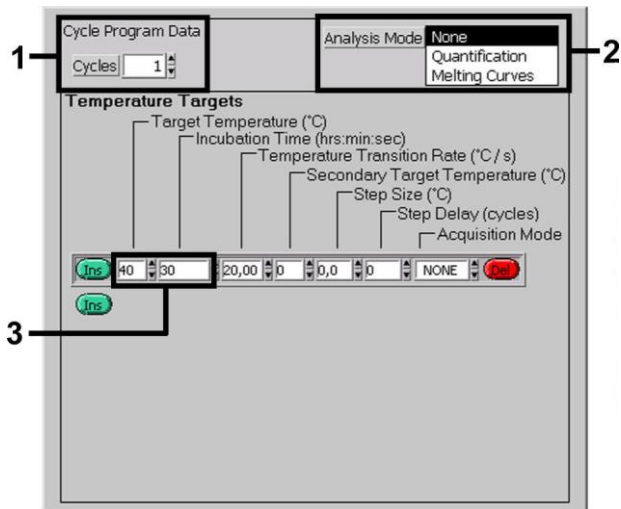 Cycle Program Data
Cycles 1
Analysis Mode None
Quantification
Melting Curves
1
2
Temperature Targets
Target Temperature (°C)
Incubation Time (hrs:min:sec)
Temperature Transition Rate (°C / s)
Secondary Target Temperature (°C)
Step Size (°C)
Step Delay (cycles)
Acquisition Mode
Ins 40 30 20,00 0 0,0 0 NONE Del
Ins
3